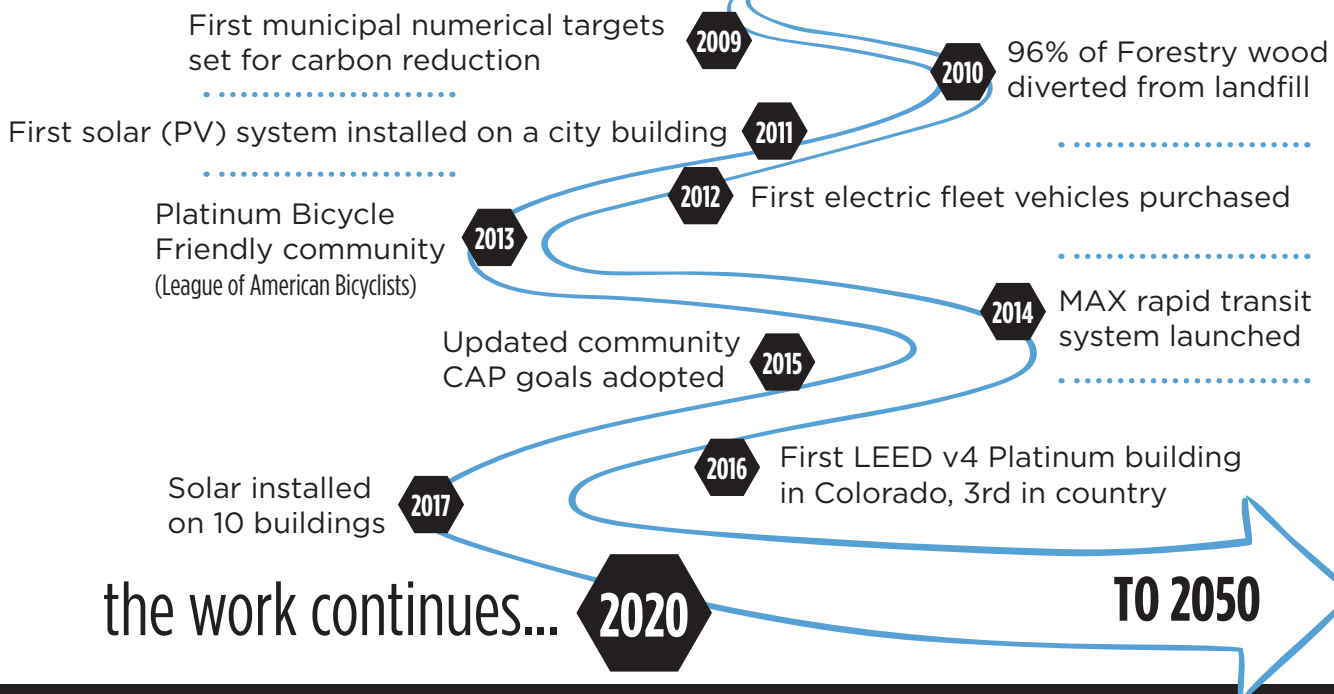 First municipal numerical targets
set for carbon reduction
2009
2010
96% of Forestry wood
diverted from landfill
First solar (PV) system installed on a city building
2011
2012
First electric fleet vehicles purchased
Platinum Bicycle
Friendly community
(League of American Bicyclists)
2013
2014
MAX rapid transit
system launched
Updated community
CAP goals adopted
2015
2016
First LEED v4 Platinum building
in Colorado, 3rd in country
Solar installed
on 10 buildings
2017
the work continues...
2020
TO 2050